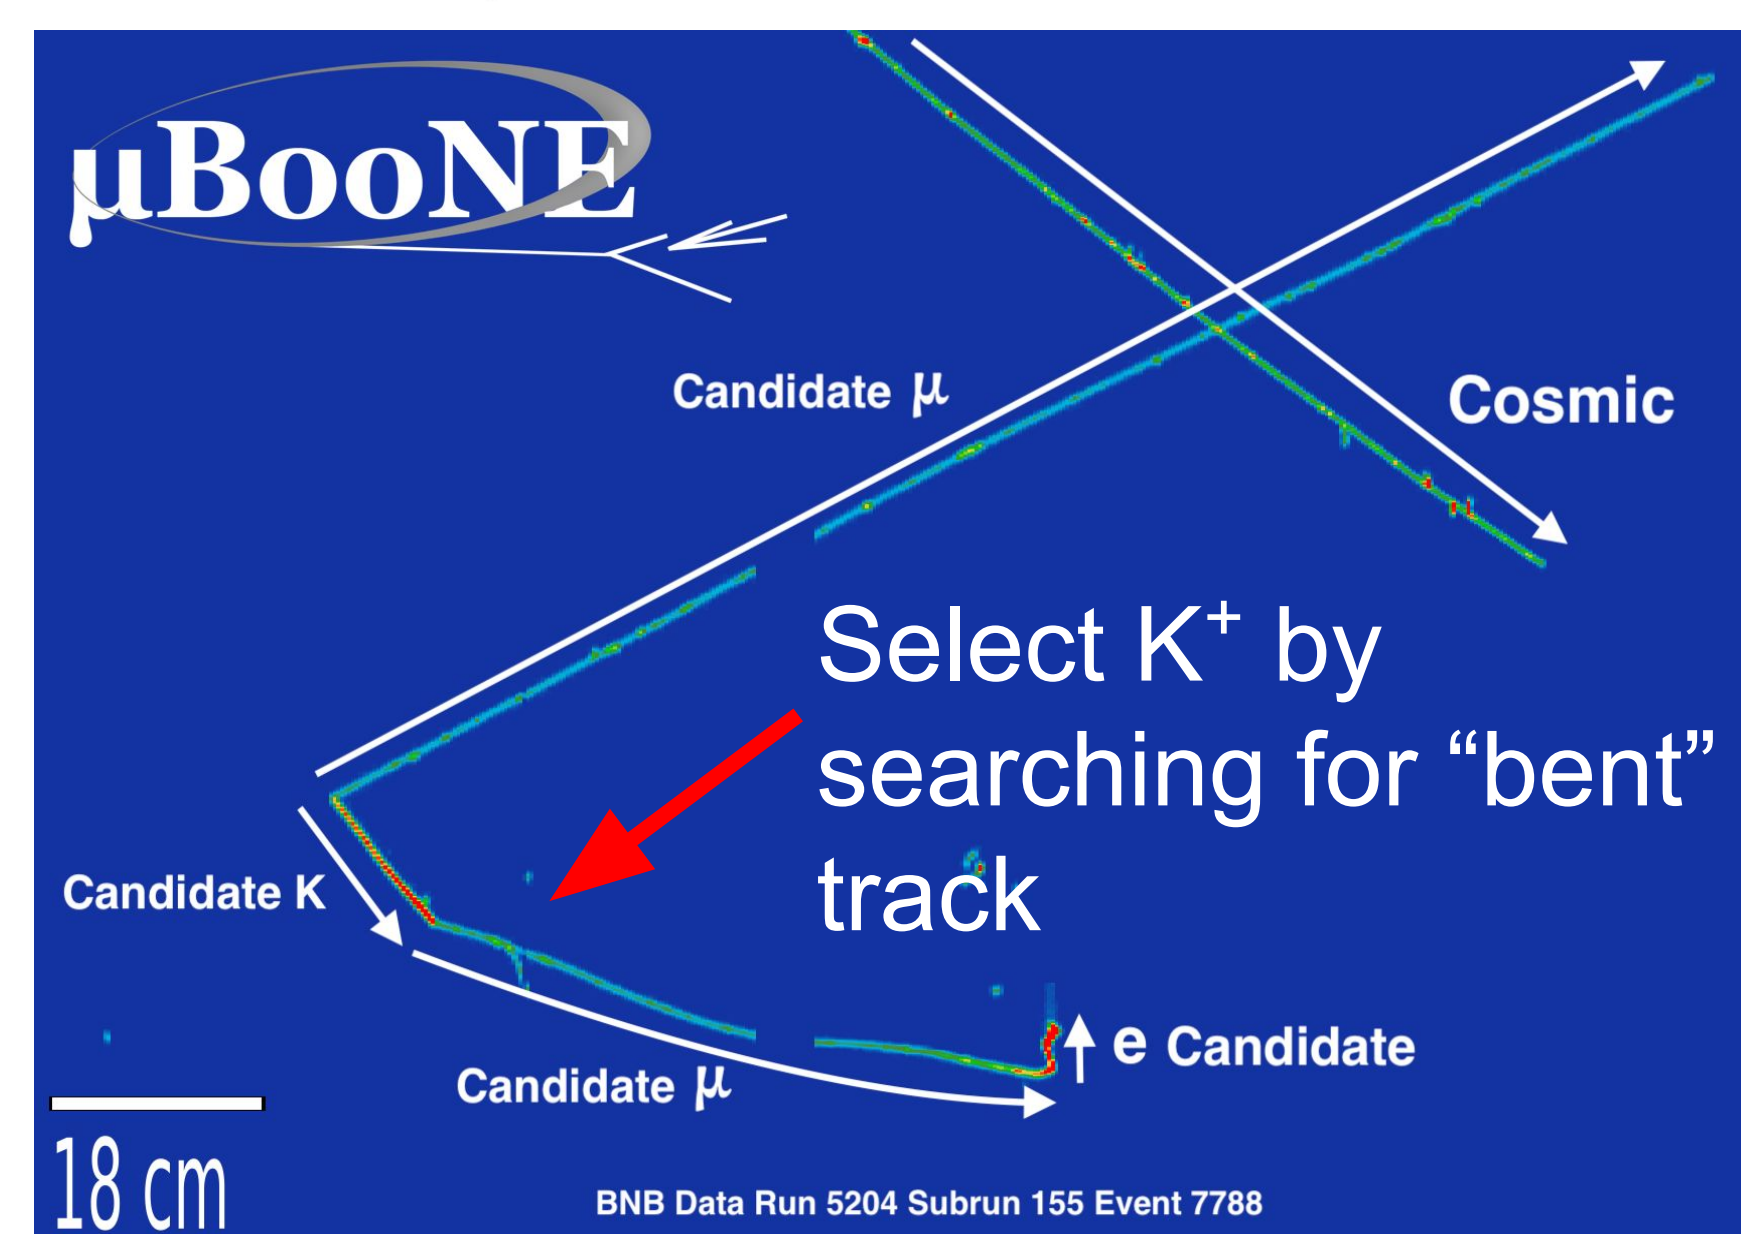 µBooNE
Candidate µ
Cosmic
Select K⁺ by
searching for “bent”
track
Candidate K
e Candidate
Candidate µ
18 cm
BNB Data Run 5204 Subrun 155 Event 7788